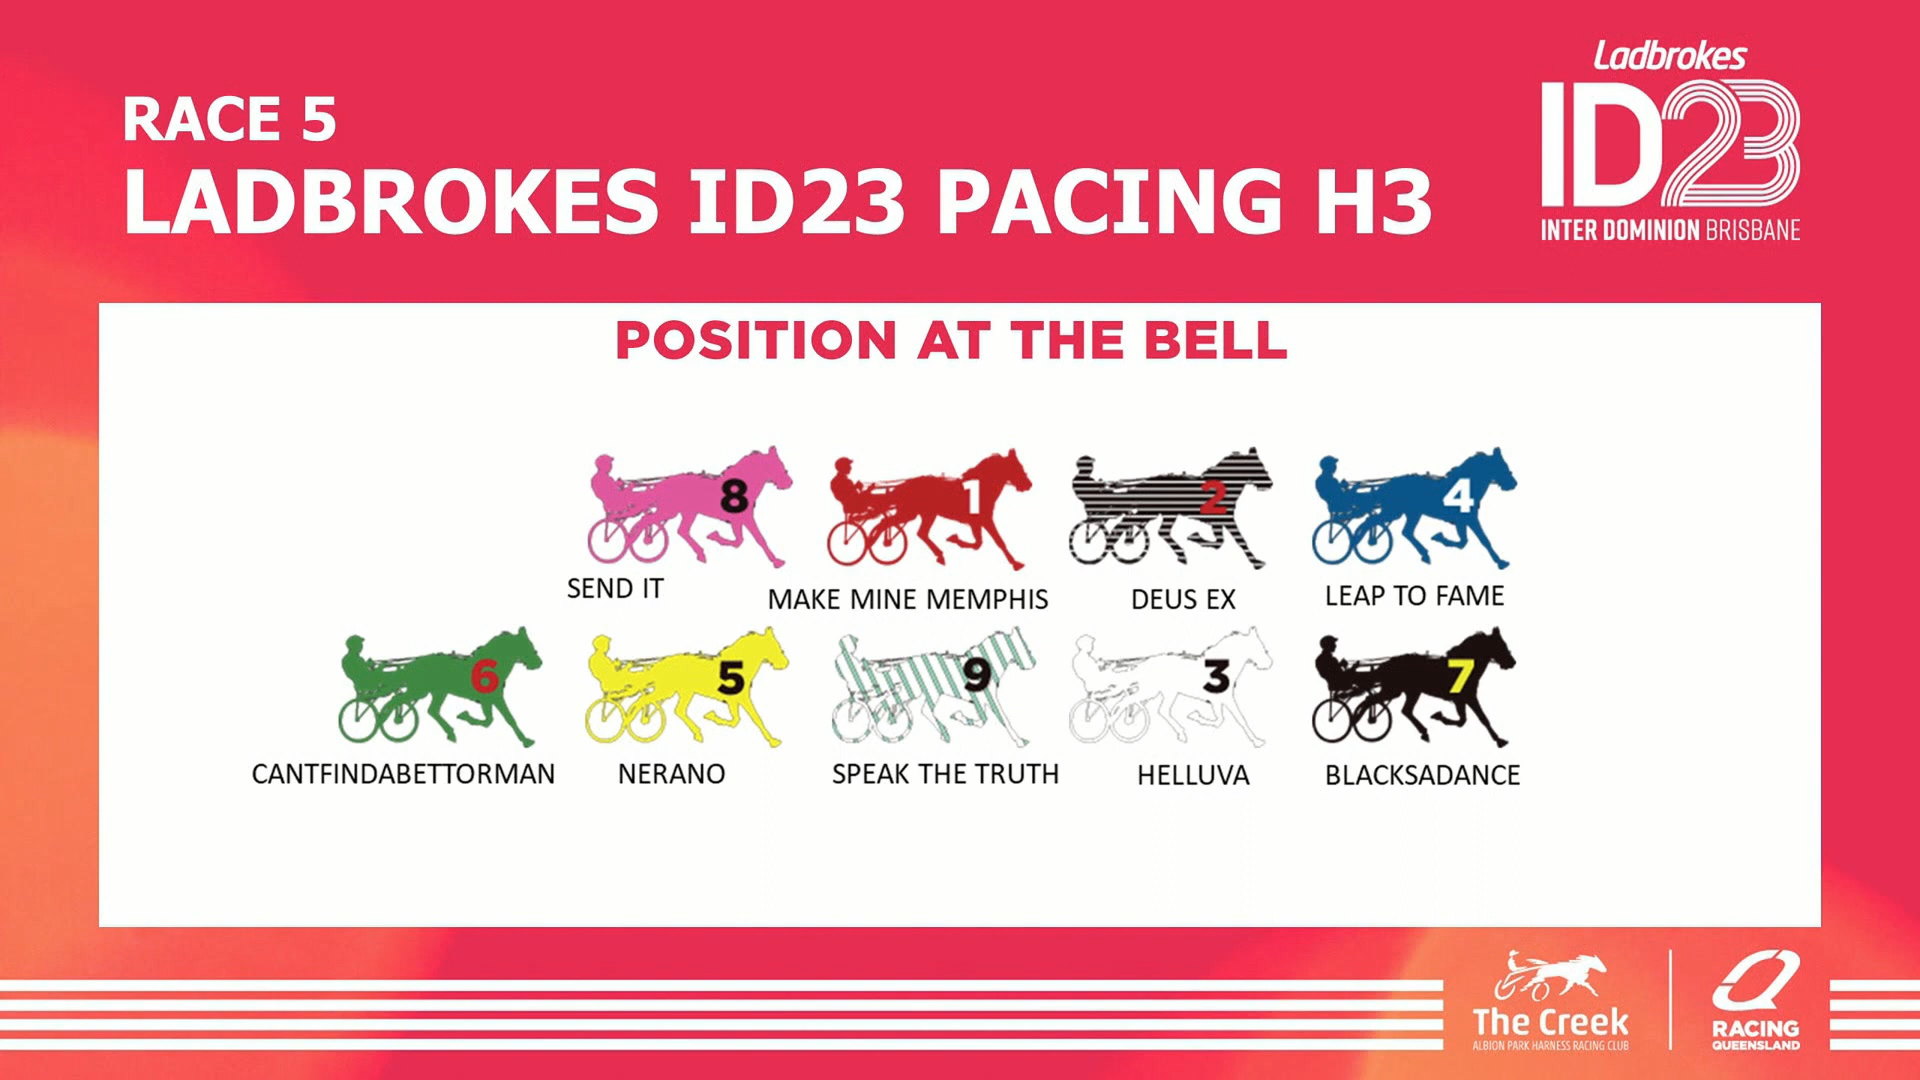 RACE 5
LADBROKES ID23 PACING H3
Ladbrokes
ID23
INTER DOMINION BRISBANE
POSITION AT THE BELL
8
1
2
4
SEND IT
MAKE MINE MEMPHIS
DEUS EX
LEAP TO FAME
6
5
9
3
7
CANTFINDABETTORMAN
NERANO
SPEAK THE TRUTH
HELLUVA
BLACKSADANCE
The Creek
ALBION PARK HARNESS RACING CLUB
RACING
QUEENSLAND